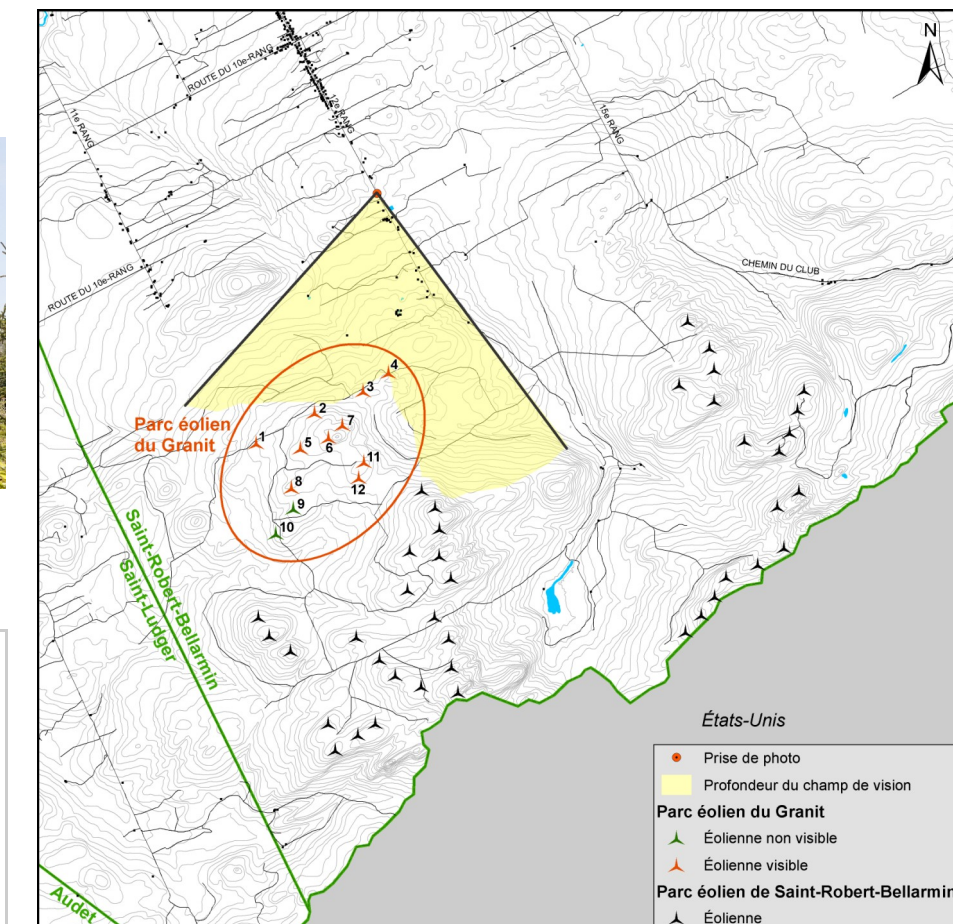 N
ROUTE DU 10e-RANG
11e RANG
12e RANG
15e RANG
CHEMIN DU CLUB
ROUTE DU 10e-RANG
Parc éolien
du Granit
1
2
3
4
5
6
7
8
9
10
11
12
Saint-Robert-Bellarmin
Saint-Ludger
Audet
États-Unis
Prise de photo
Profondeur du champ de vision
Parc éolien du Granit
Éolienne non visible
Éolienne visible
Parc éolien de Saint-Robert-Bellarmin
Éolienne